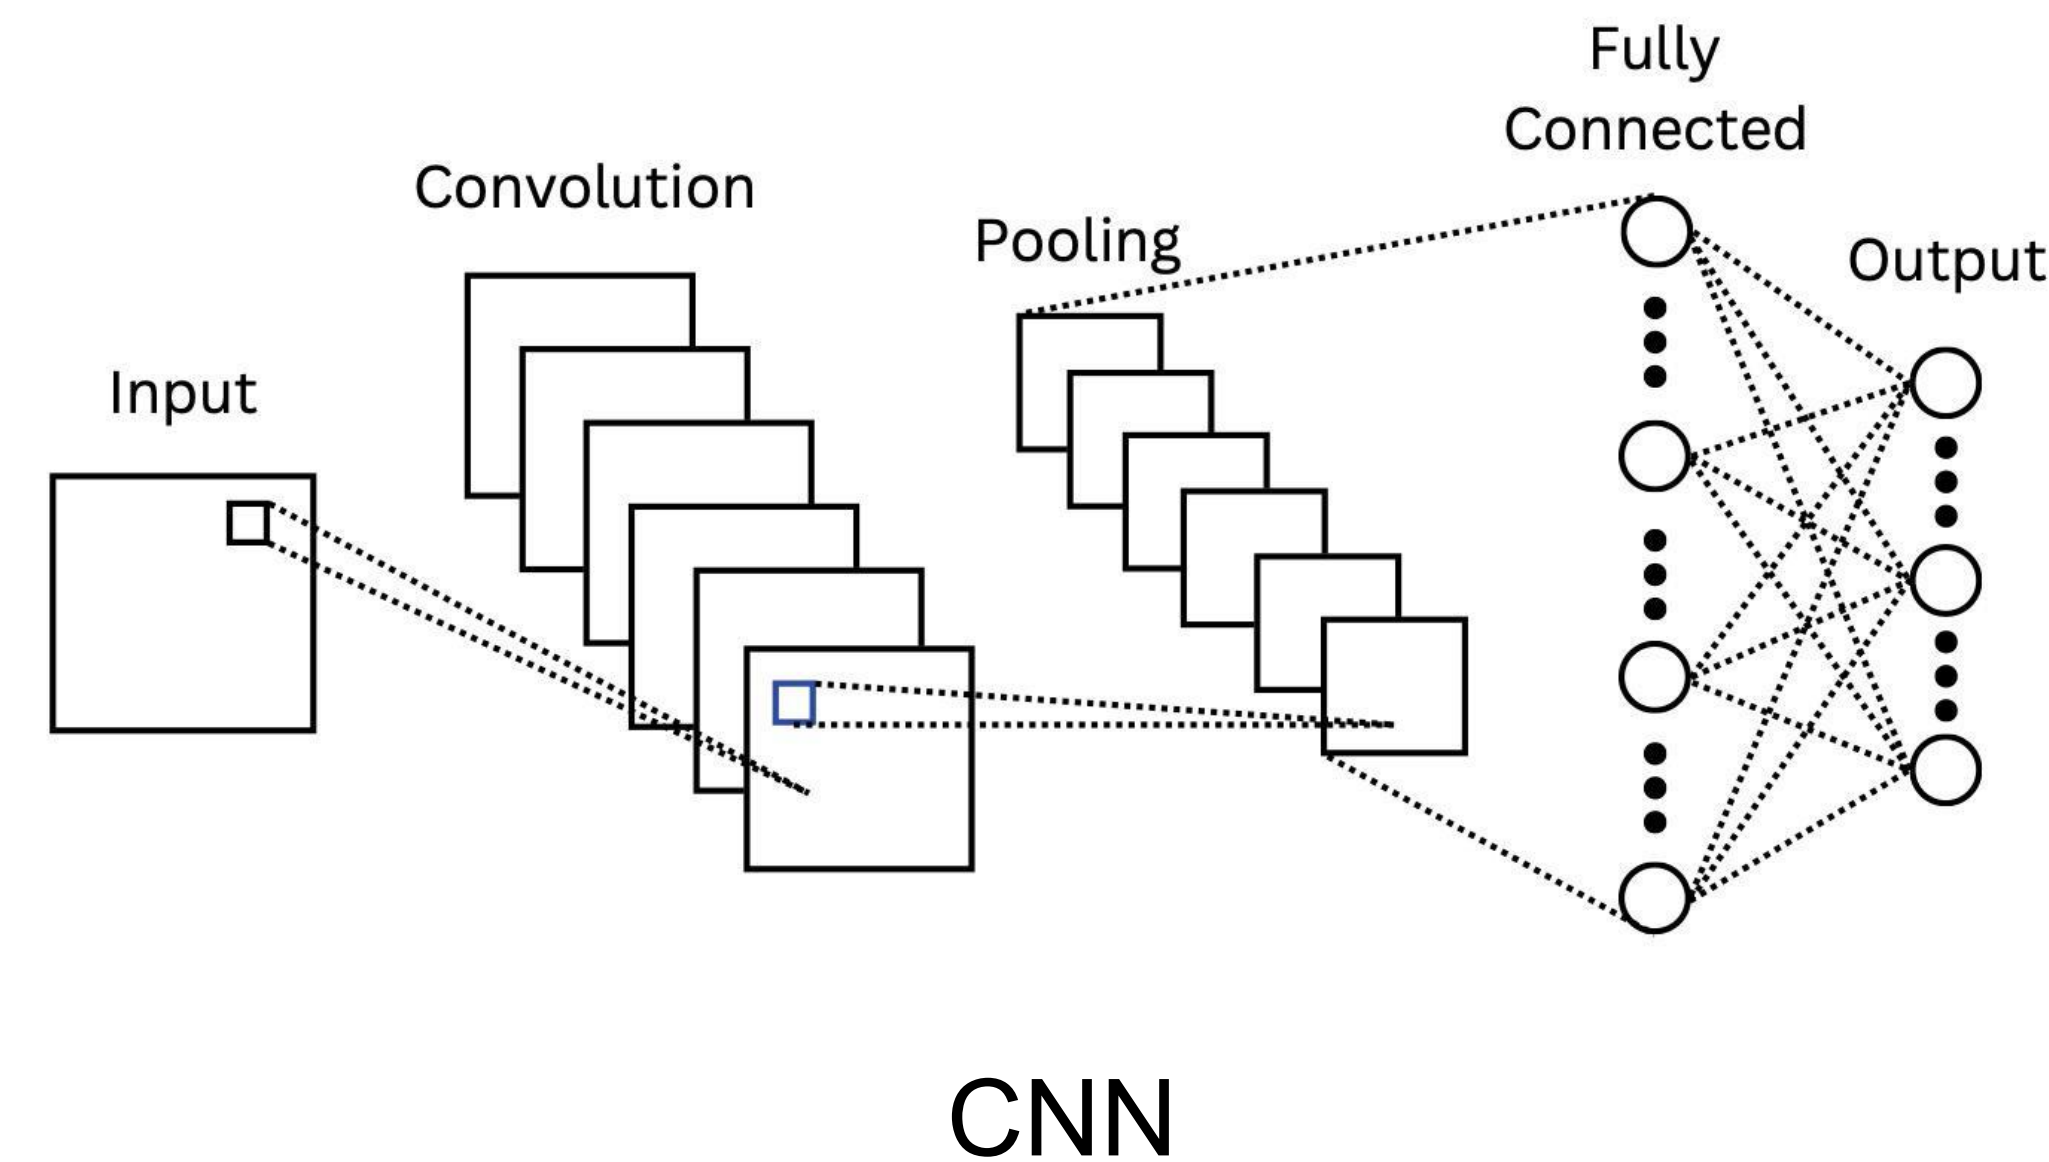 Input
Convolution
Pooling
Fully
Connected
Output
CNN